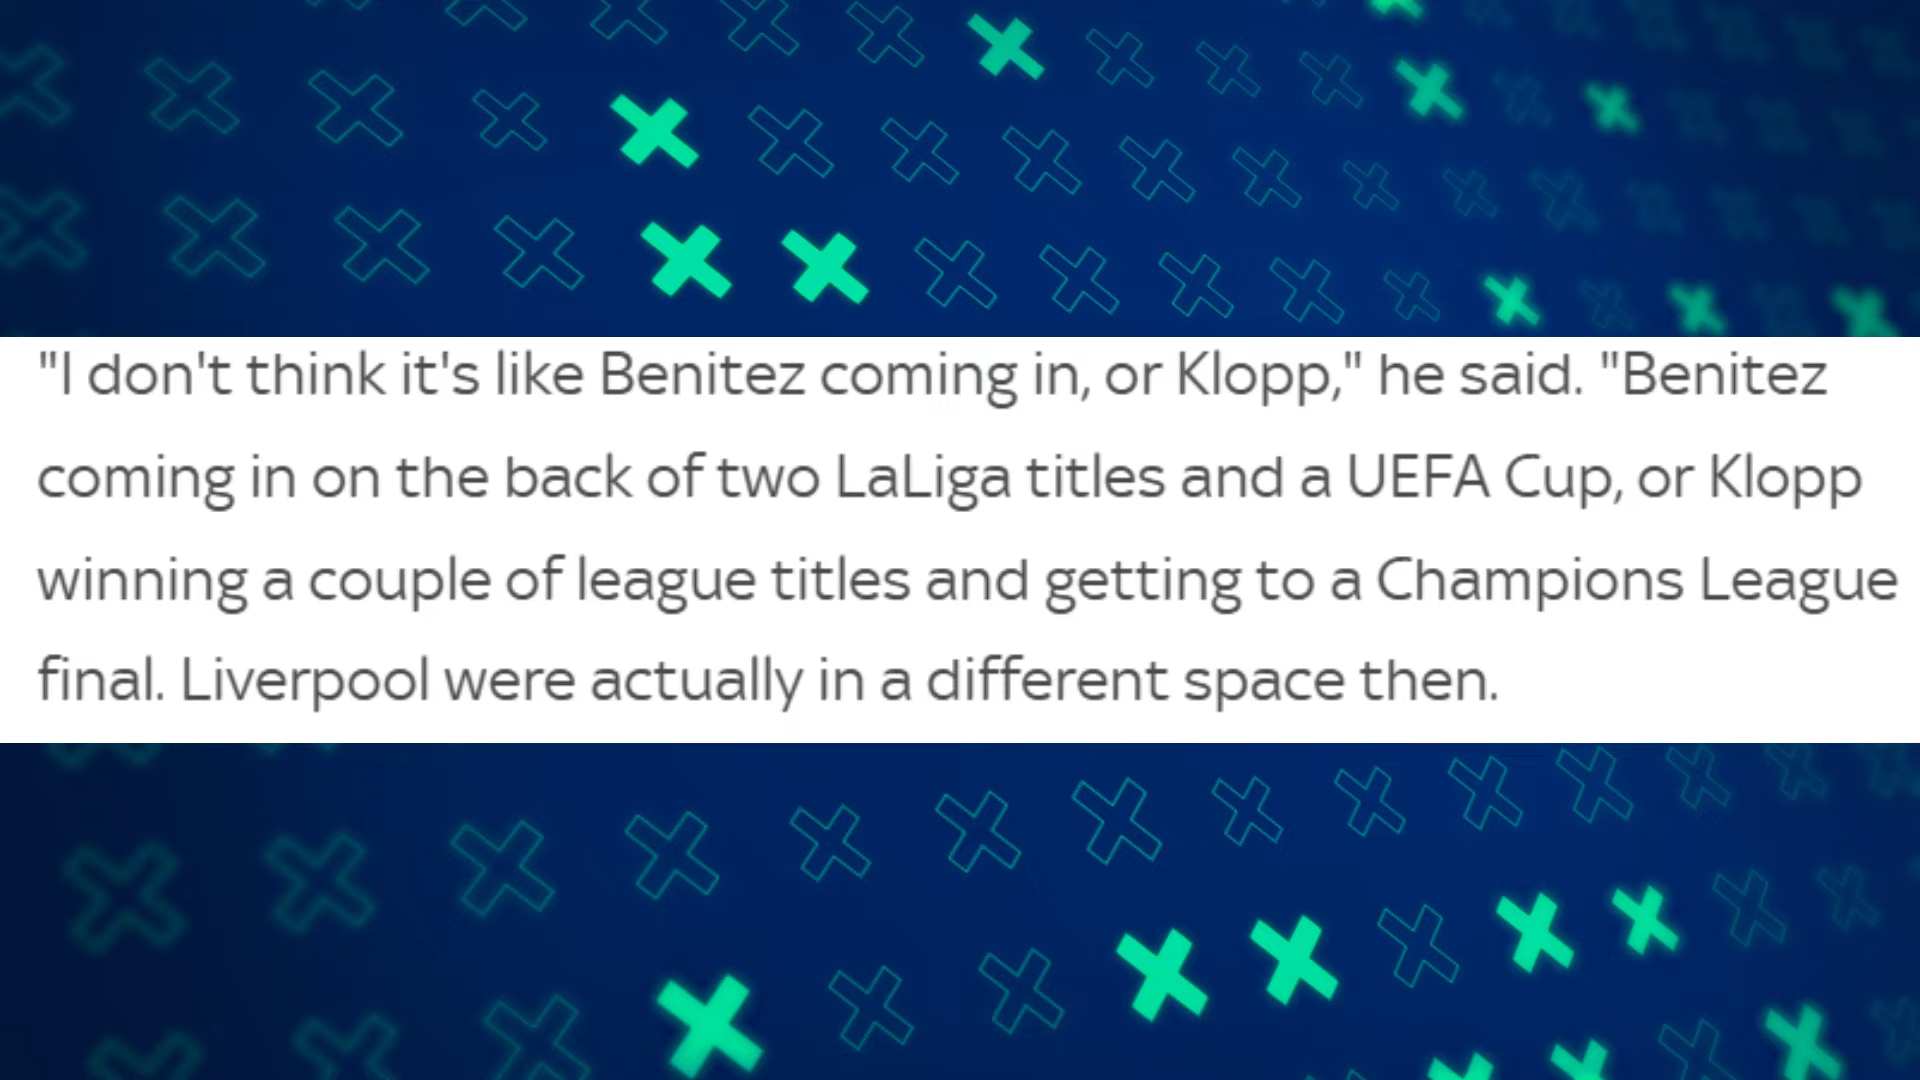 "I don't think it's like Benitez coming in, or Klopp," he said. "Benitez
coming in on the back of two LaLiga titles and a UEFA Cup, or Klopp
winning a couple of league titles and getting to a Champions League
final. Liverpool were actually in a different space then.